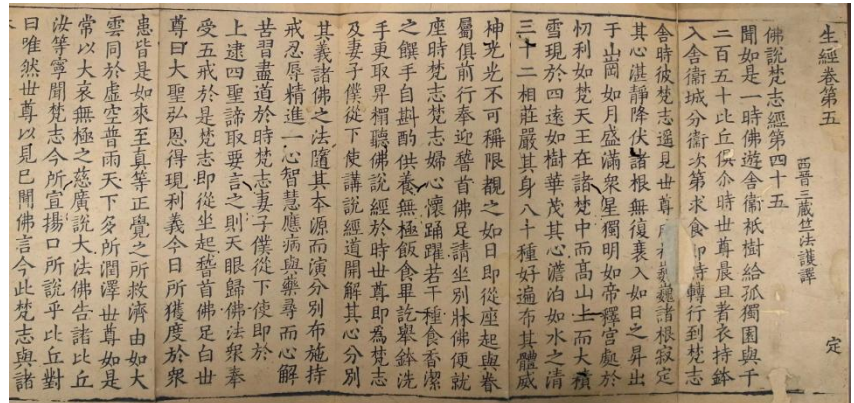 生經卷第五
定
西晉三藏竺法護譯
佛說梵志經第四十五
聞如是一時佛遊舍衞祇樹給孤獨園與千
二百五十比丘俱尒時世尊晨旦著衣持鉢
入舍衞城分衞次第求食即時轉行到梵志
舍時彼梵志遥見世尊巍巍諸根寂定
其心湛靜降伏諸根無復衰入如日之昇出
于山崗如月盛滿衆星獨明如帝釋宮處於
忉利如梵天王在諸梵中而高山上而大積
雪現於四遠如樹華茂其心澹泊如水之清
三十二相莊嚴其身八十種好遍布其體威
神光光不可稱限覩之如日即從座起與眷
屬俱前行奉迎稽首佛足請坐別牀佛便就
座時梵志梵志婦心懷踊躍若干種食香潔
之饌手自斟酌供養無極飯食畢訖舉鉢洗
手更取卑榻聽佛說經於時世尊即爲梵志
及妻子僕從下使講說經道開解其心分別
其義諸佛之法隨其本源而演分別布施持
戒忍辱精進一心智慧應病與藥尋而心解
苦習盡道於時梵志妻子僕從下使即於
上逮四聖諦取要言之則天眼歸佛法衆奉
受五戒於是梵志即從坐起稽首佛足白世
尊曰大聖弘恩得現利義今日所獲度於衆
患皆是如來至真等正覺之所救濟由如大
雲同於虛空普雨天下多所潤澤世尊如是
常以大哀無極之慈廣說大法佛告諸比丘
汝等寧聞梵志今所宣揚口所說乎比丘對
曰唯然世尊以見已聞佛言今此梵志與諸